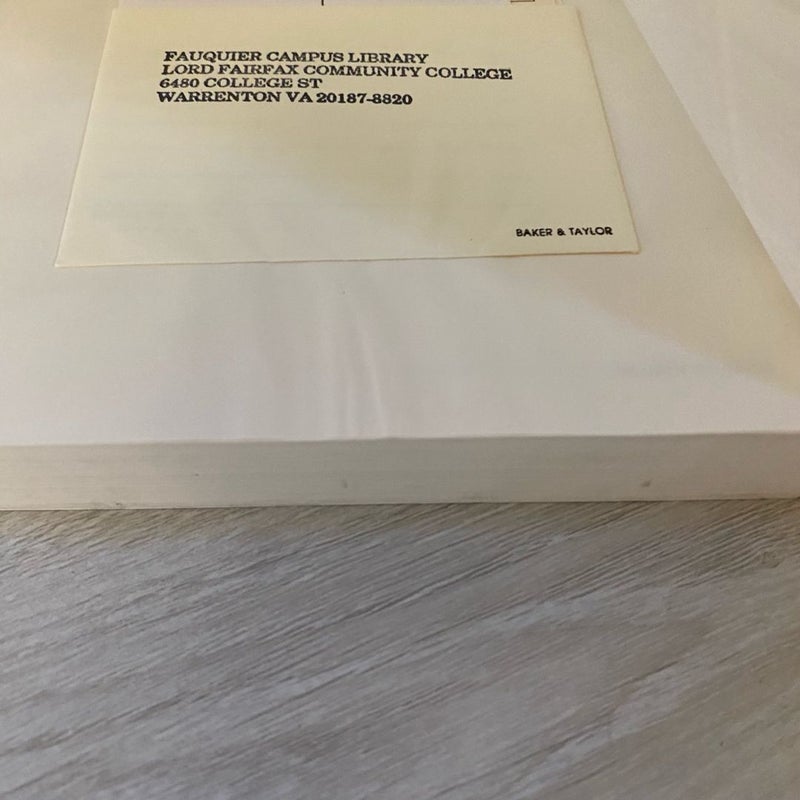 FAUQUIER CAMPUS LIBRARY
LORD FAIRFAX COMMUNITY COLLEGE
6480 COLLEGE ST
WARRENTON VA 20187-8820
BAKER & TAYLOR